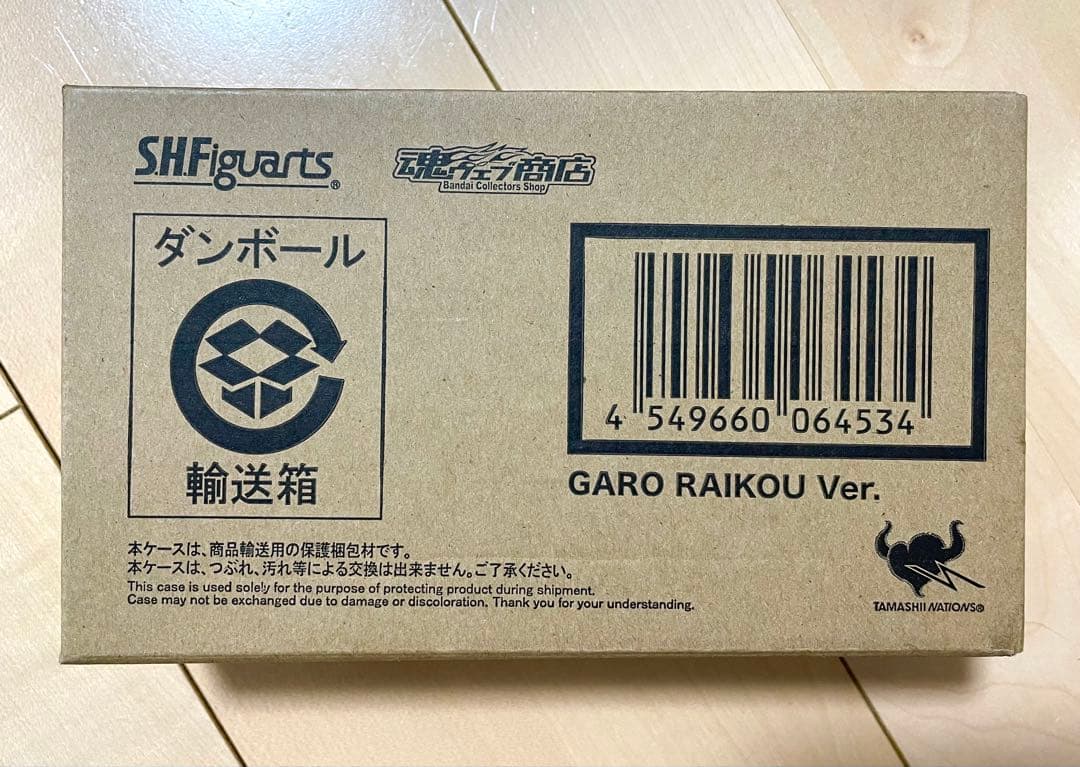 S.H.Figuarts®
魂ウェブ商店
Bandai Collectors Shop
ダンボール
輸送箱
4 549660 064534
GARO RAIKOU Ver.
本ケースは、商品輸送用の保護梱包材です。
本ケースは、つぶれ、汚れ等による交換は出来ません。ご了承ください。
This case is used solely for the purpose of protecting product during shipment.
Case may not be exchanged due to damage or discoloration. Thank you for your understanding.
TAMASHII NATIONS®